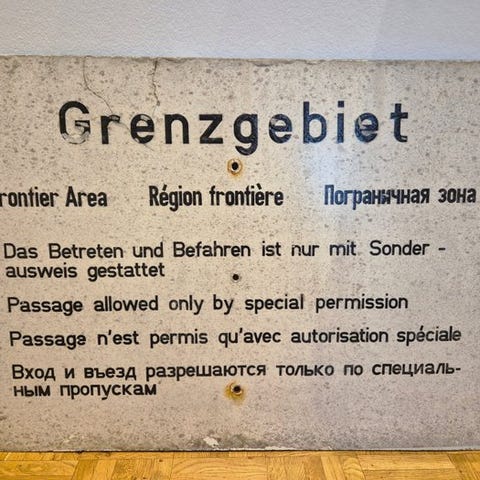 Grenzgebiet
rontier Area Région frontière Пограничная зона
Das Betreten und Befahren ist nur mit Sonder -
ausweis gestattet
Passage allowed only by special permission
Passage n'est permis qu'avec autorisation spéciale
Вход и въезд разрешаются только по специаль-
ным пропускам